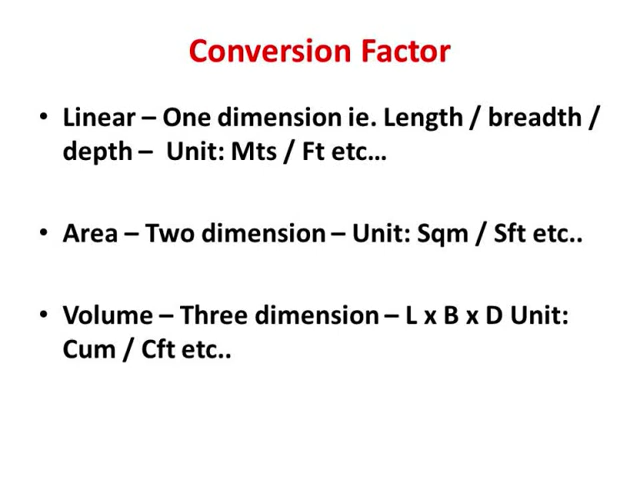 Conversion Factor
• Linear – One dimension ie. Length / breadth /
depth –  Unit: Mts / Ft etc…
• Area – Two dimension – Unit: Sqm / Sft etc..
• Volume – Three dimension – L x B x D Unit:
Cum / Cft etc..